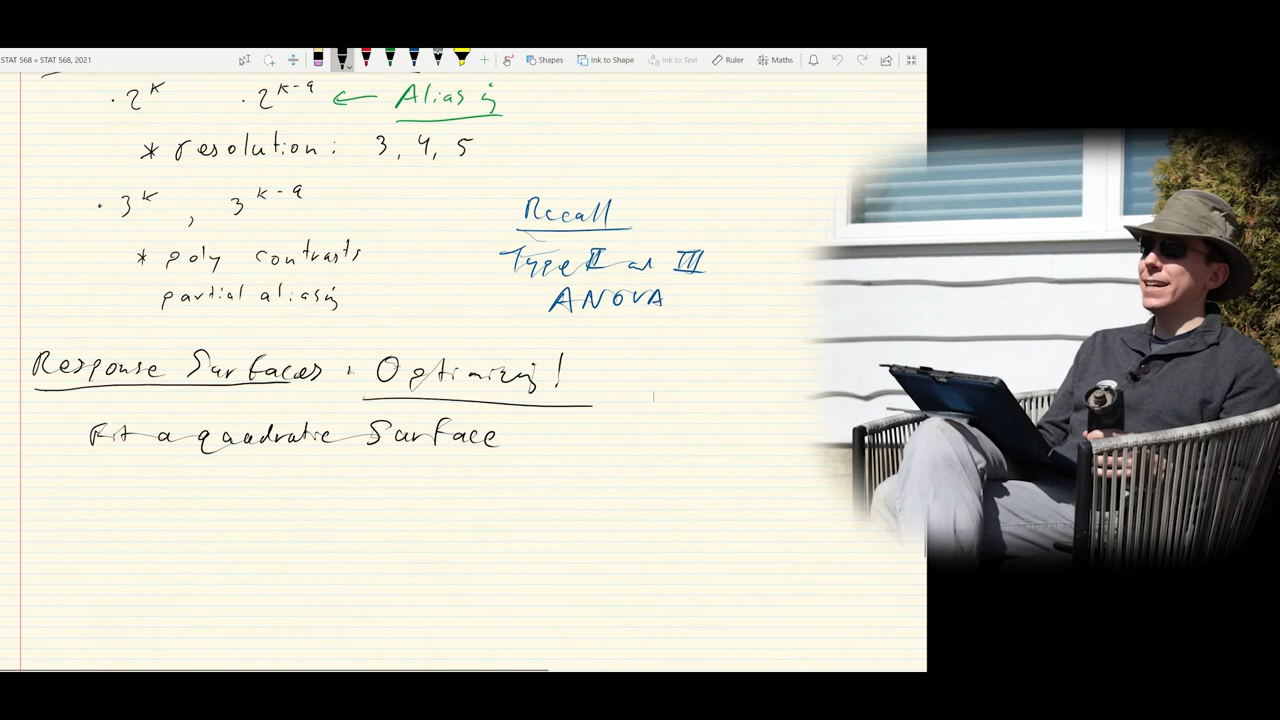 STAT 568 » STAT 568, 2021
Shapes
Ink to Shape
Ink to Text
Ruler
Maths
· 2^k · 2^{k-q} ← Aliasing
* resolution: 3, 4, 5
· 3^k , 3^{k-q}
* poly contrasts
partial aliasing
Recall
Type II or III
ANOVA
Response Surfaces : Optimizing!
Fit a quadratic Surface